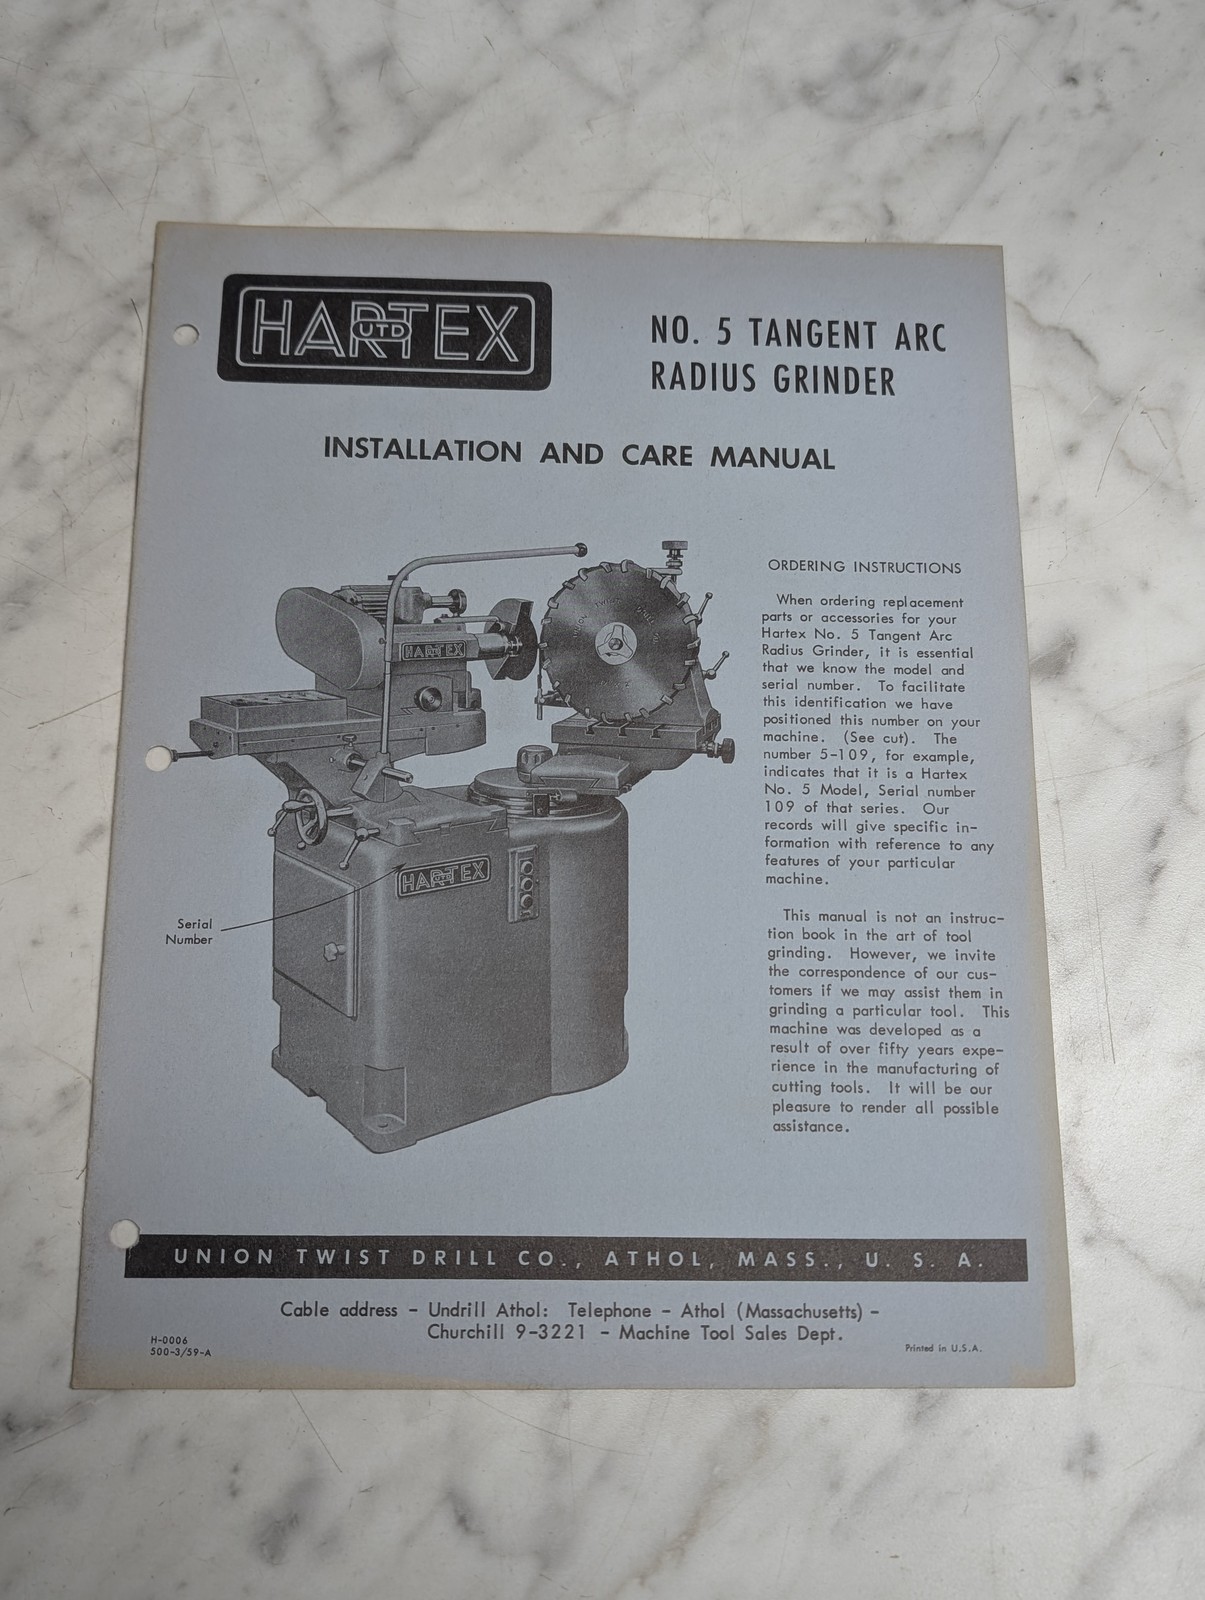 HARTEX
UTD
NO. 5 TANGENT ARC
RADIUS GRINDER
INSTALLATION AND CARE MANUAL
HARTEX
HARTEX
Serial
Number
ORDERING INSTRUCTIONS
When ordering replacement
parts or accessories for your
Hartex No. 5 Tangent Arc
Radius Grinder, it is essential
that we know the model and
serial number. To facilitate
this identification we have
positioned this number on your
machine. (See cut). The
number 5-109, for example,
indicates that it is a Hartex
No. 5 Model, Serial number
109 of that series. Our
records will give specific in-
formation with reference to any
features of your particular
machine.
This manual is not an instruc-
tion book in the art of tool
grinding. However, we invite
the correspondence of our cus-
tomers if we may assist them in
grinding a particular tool. This
machine was developed as a
result of over fifty years expe-
rience in the manufacturing of
cutting tools. It will be our
pleasure to render all possible
assistance.
UNION TWIST DRILL CO., ATHOL, MASS., U. S. A.
Cable address - Undrill Athol: Telephone - Athol (Massachusetts) -
Churchill 9-3221 - Machine Tool Sales Dept.
H-0006
500-3/59-A
Printed in U.S.A.